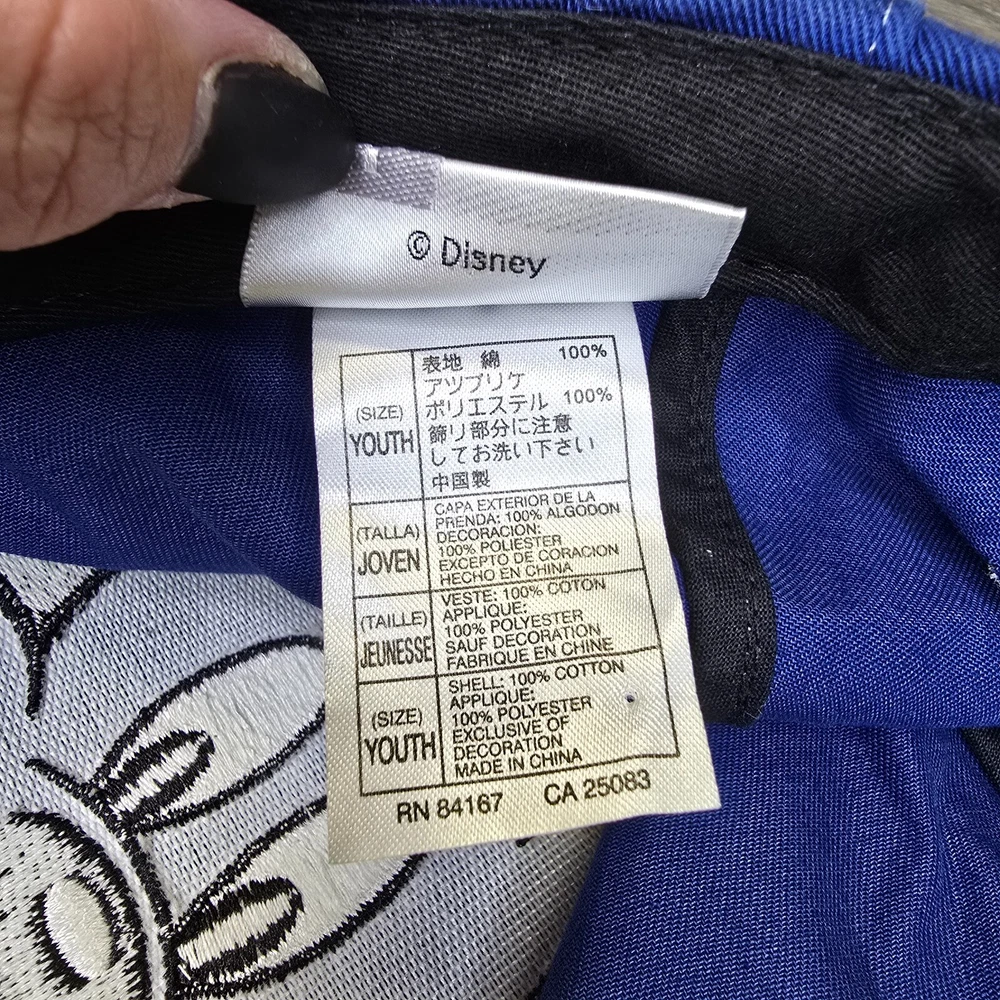 © Disney
(SIZE)
YOUTH
表地 綿 100%
アツブリケ
ポリエステル 100%
飾リ部分に注意
してお洗い下さい
中国製
(TALLA)
JOVEN
CAPA EXTERIOR DE LA
PRENDA: 100% ALGODON
DECORACION:
100% POLIESTER
EXCEPTO DE CORACION
HECHO EN CHINA
(TAILLE)
JEUNESSE
VESTE: 100% COTON
APPLIQUE:
100% POLYESTER
SAUF DECORATION
FABRIQUE EN CHINE
(SIZE)
YOUTH
SHELL: 100% COTTON
APPLIQUE:
100% POLYESTER
EXCLUSIVE OF
DECORATION
MADE IN CHINA
RN 84167 CA 25083